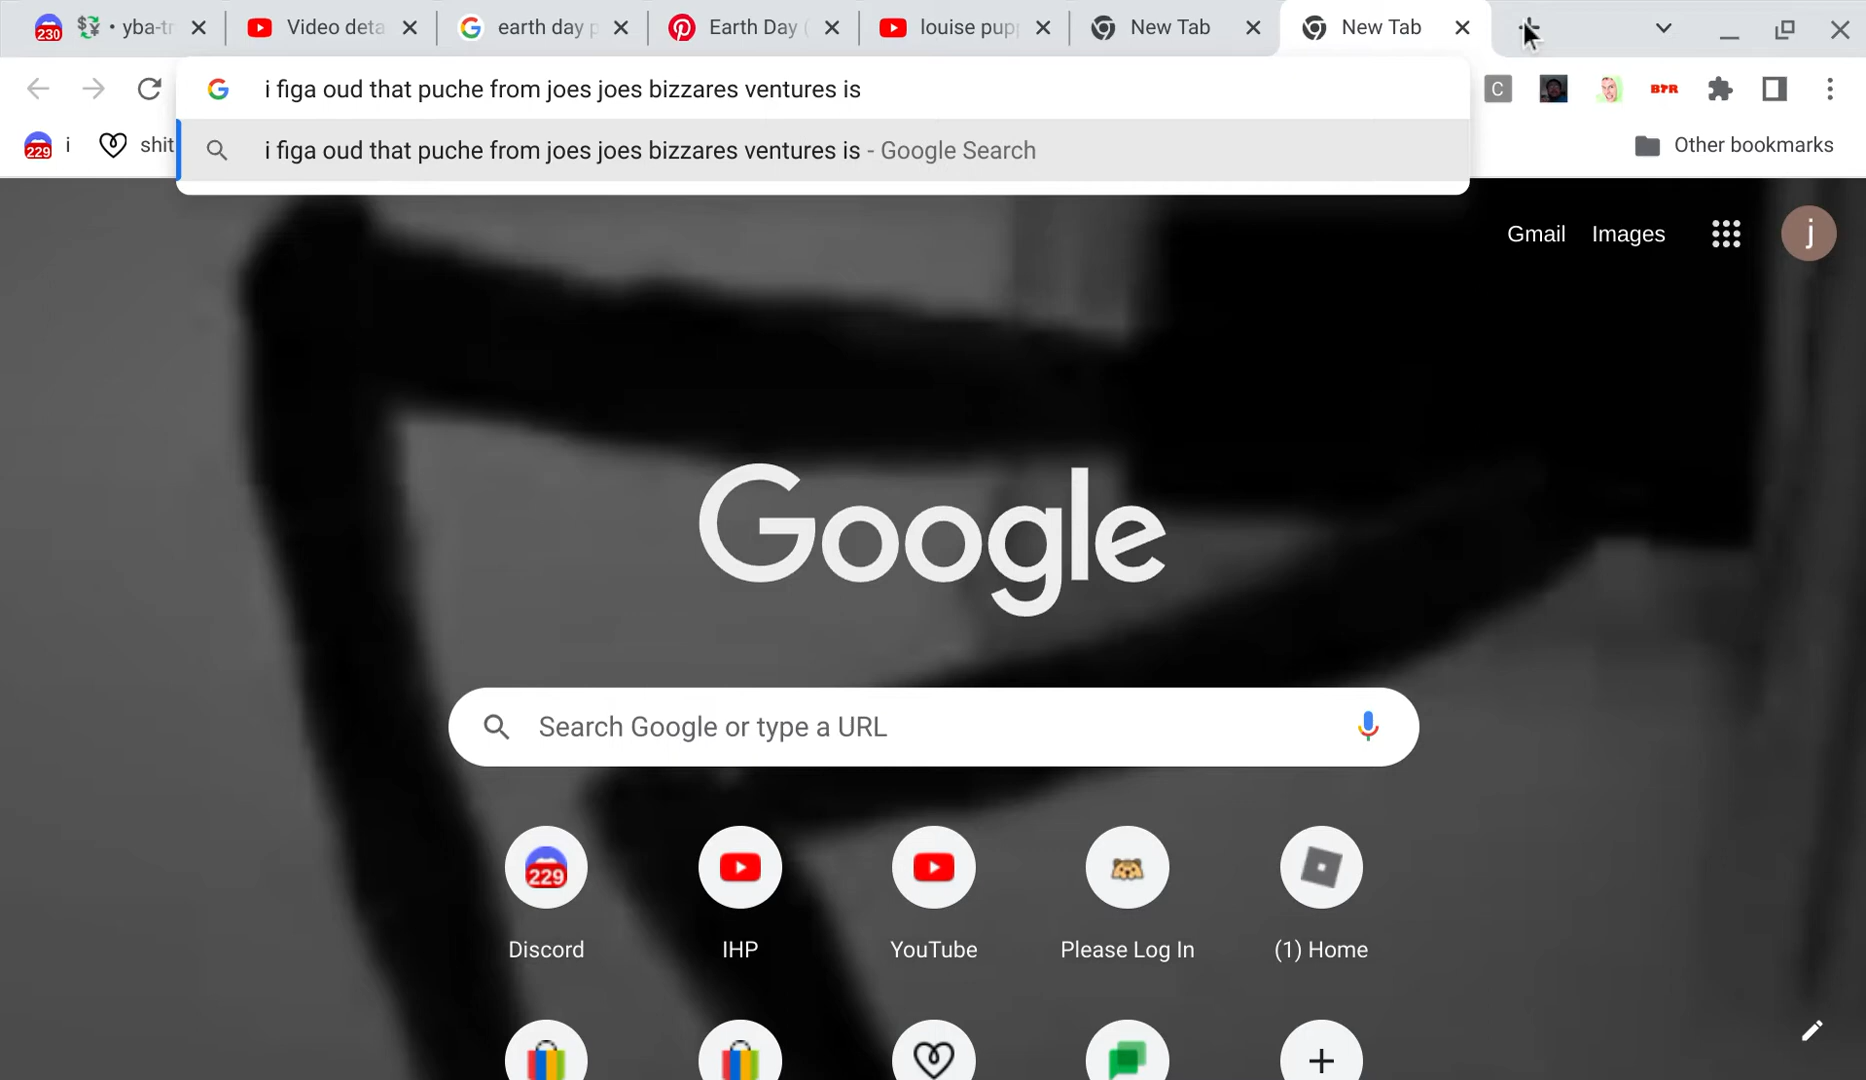 230 • yba-tr Video deta earth day p Earth Day ( louise pupp New Tab New Tab
i figa oud that puche from joes joes bizzares ventures is
C BTR
i figa oud that puche from joes joes bizzares ventures is - Google Search
229 i shit Other bookmarks
Gmail Images j
Google
Search Google or type a URL
229
Discord IHP YouTube Please Log In (1) Home